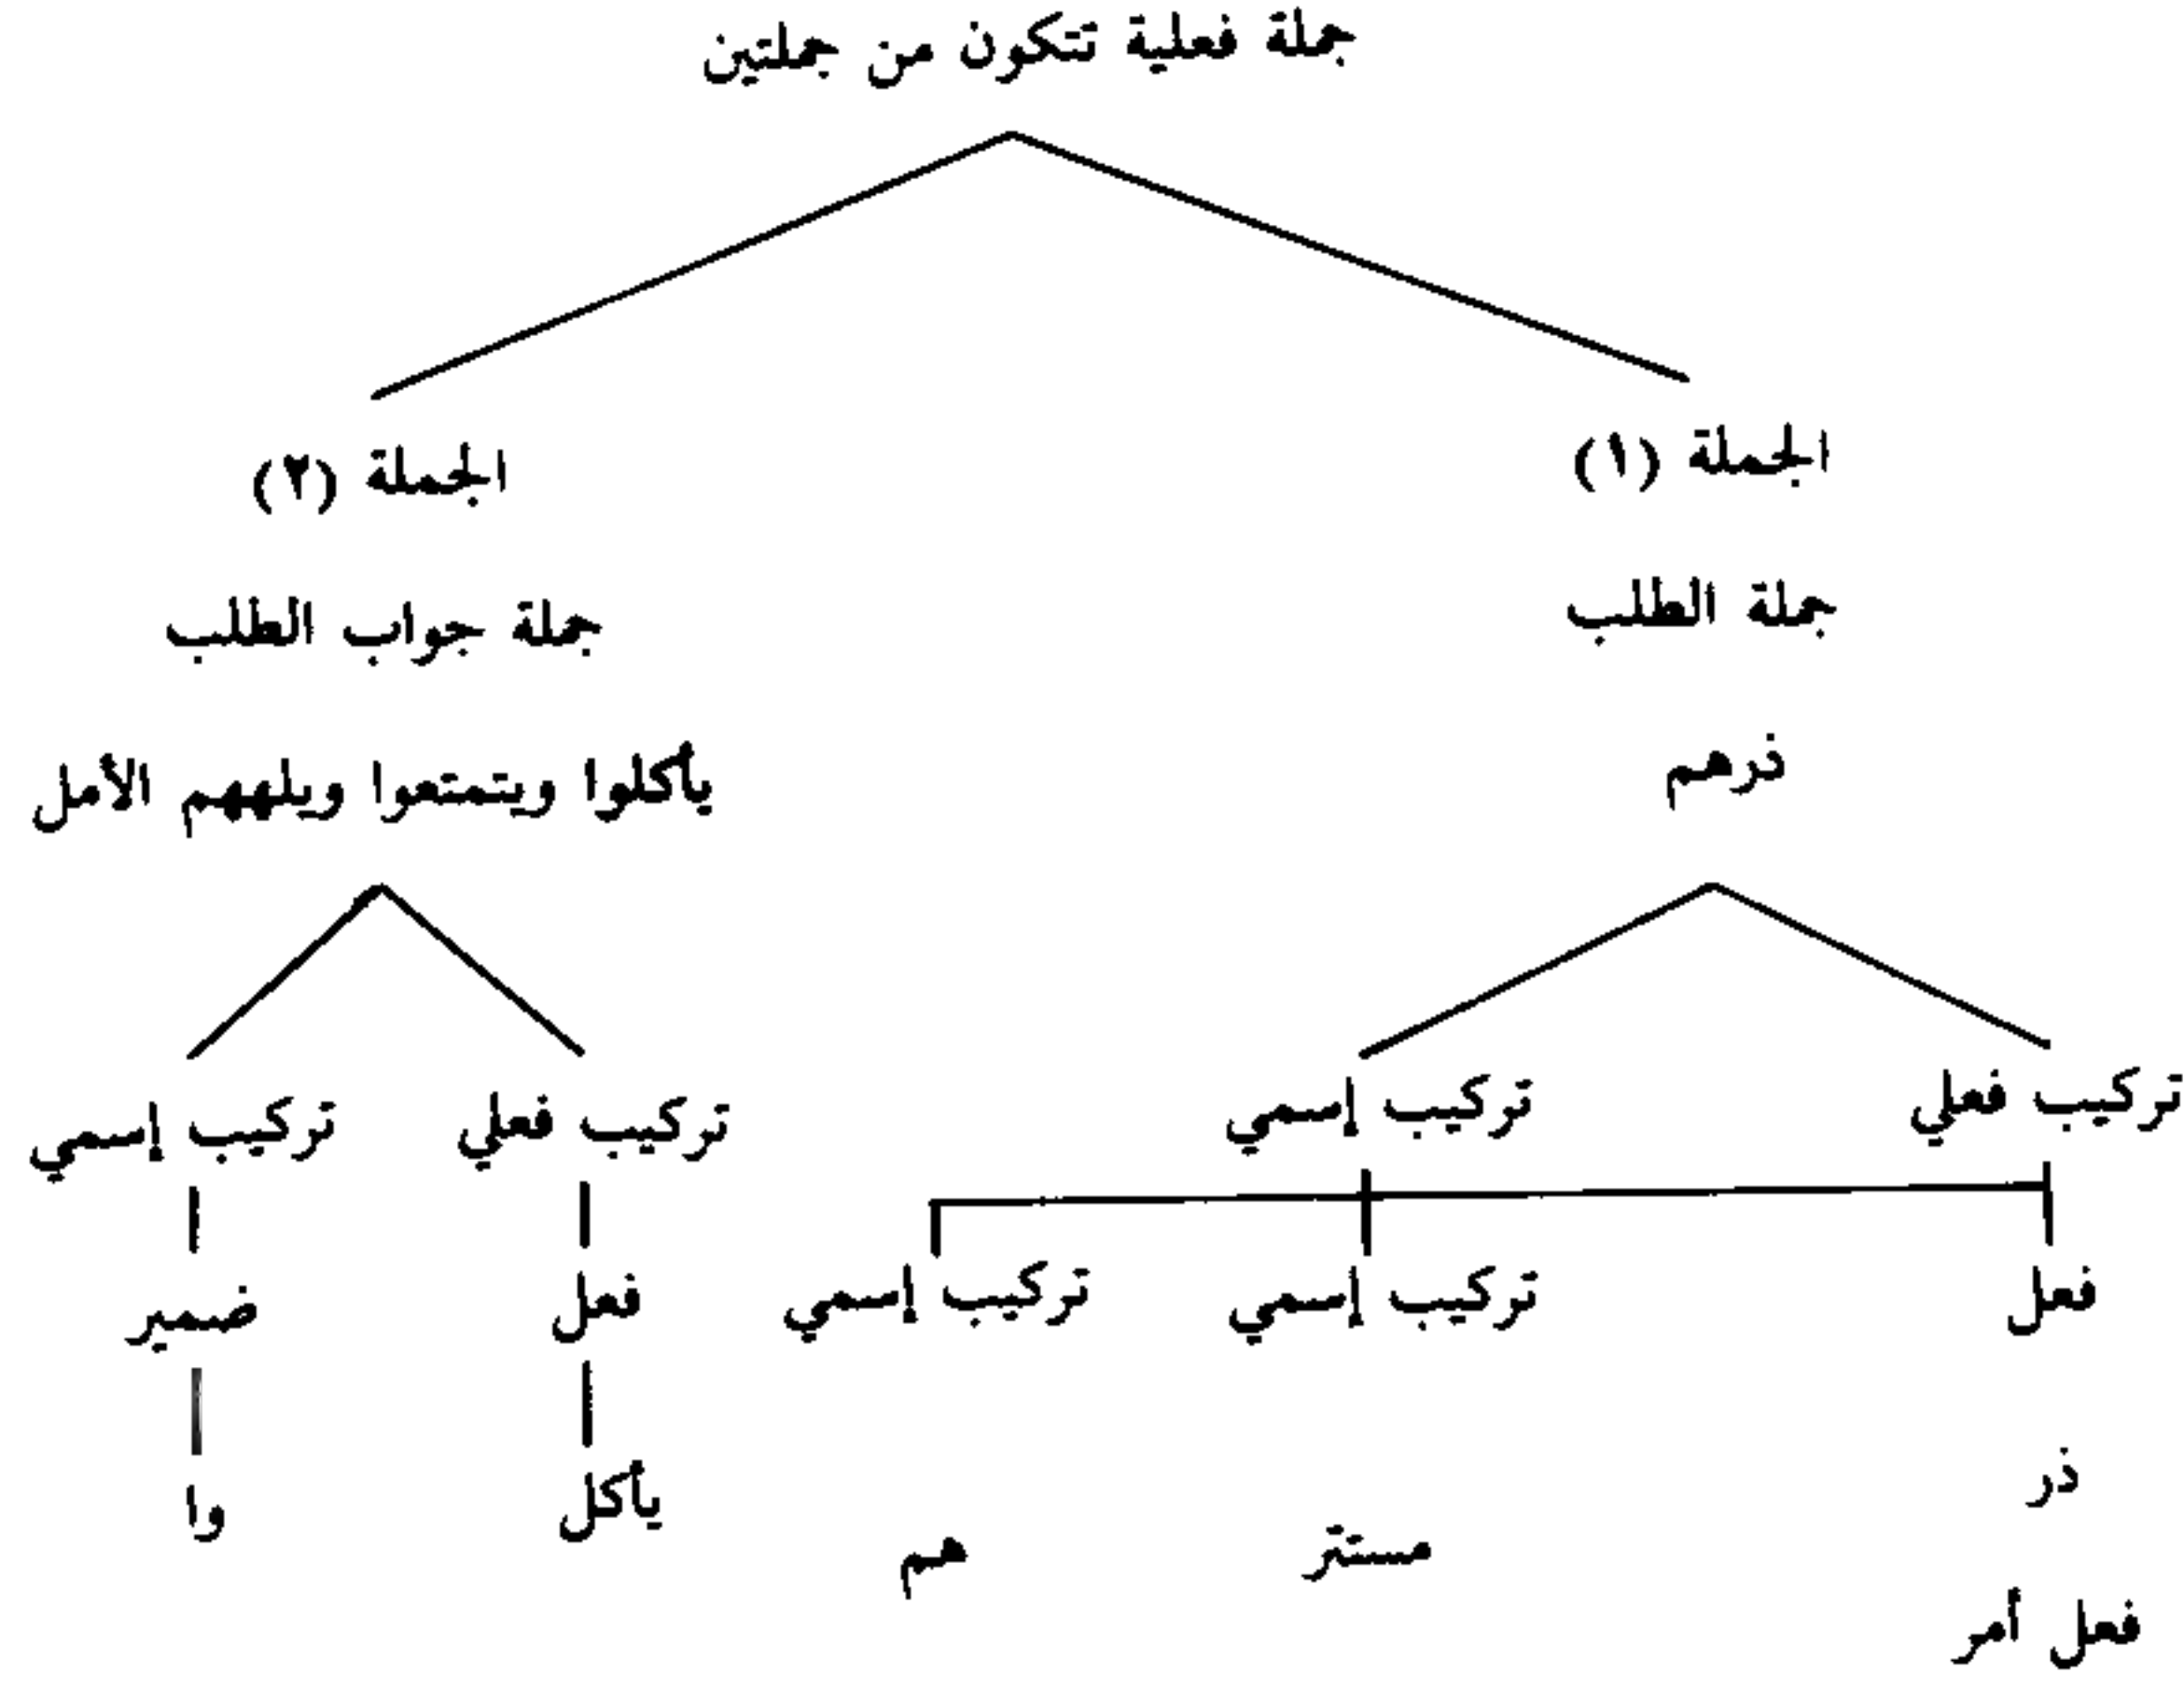 جملة فعلية تتكون من جملتين
الجملة (١)
الجملة (٢)
جملة الطلب
جملة جواب الطلب
ذرهم
يأكلوا ويتمتعوا ويلههم الأمل
تركيب فعلي
تركيب إسمي
تركيب فعلي
تركيب إسمي
فعل
تركيب إسمي
تركيب إسمي
فعل
ضمير
ذر
مستتر
هم
يأكل
وا
فعل أمر